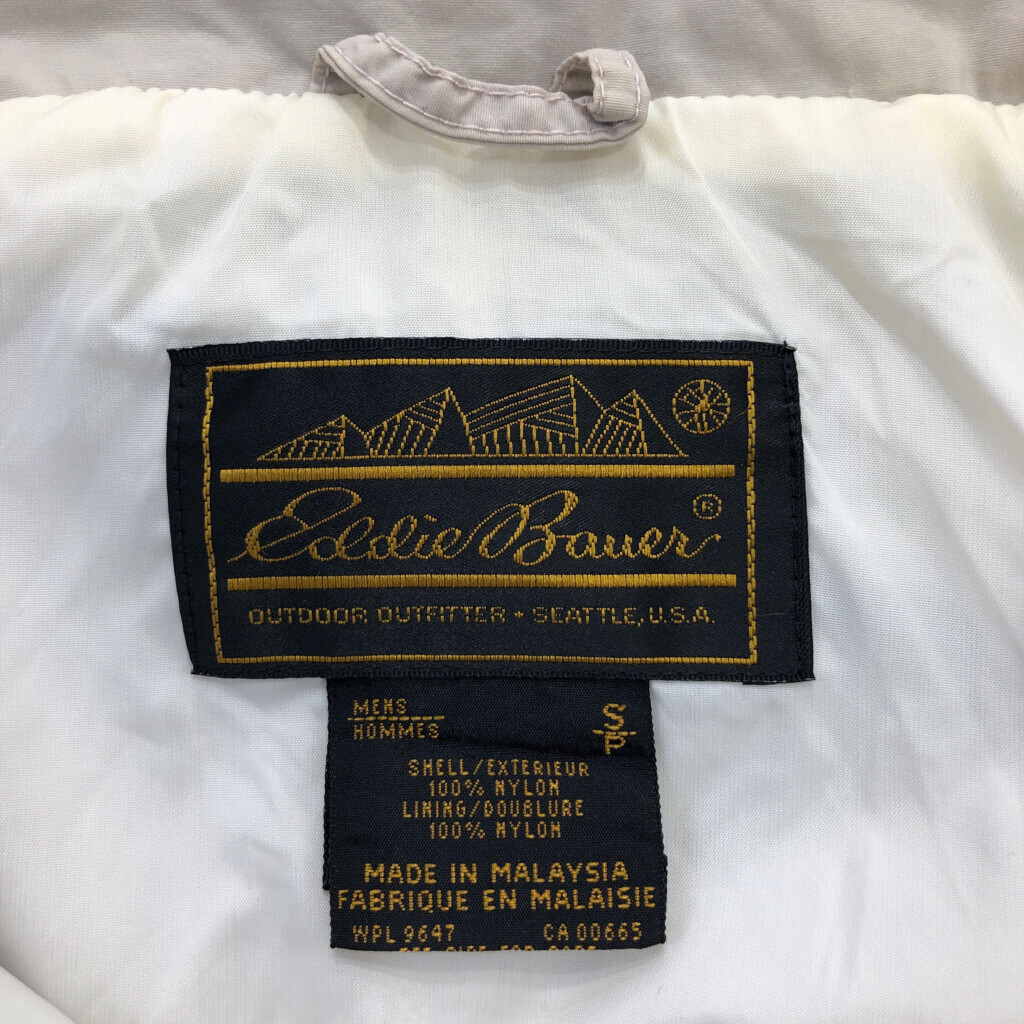 Eddie Bauer ®
OUTDOOR OUTFITTER • SEATTLE, U.S.A.
MENS
HOMMES
S
P
SHELL/EXTERIEUR
100% NYLON
LINING/DOUBLURE
100% NYLON
MADE IN MALAYSIA
FABRIQUE EN MALAISIE
WPL 9647 CA 00665